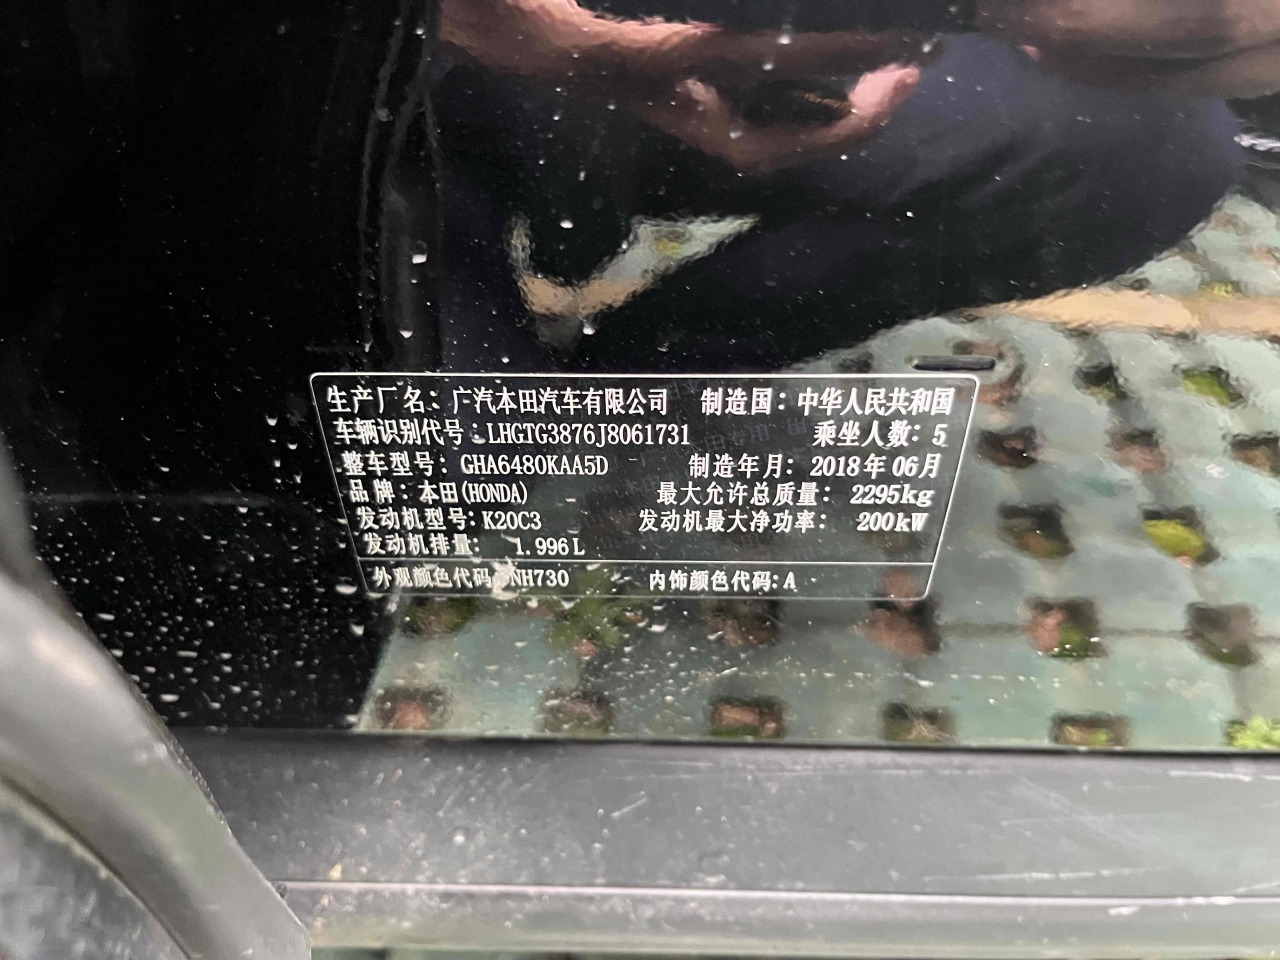 生产厂名：广汽本田汽车有限公司 制造国：中华人民共和国
车辆识别代号：LHGTG3876J8061731 乘坐人数：5
整车型号：GHA6480KAA5D 制造年月：2018年06月
品牌：本田(HONDA) 最大允许总质量：2295kg
发动机型号：K20C3 发动机最大净功率：200kW
发动机排量：1.996L
外观颜色代码：NH730 内饰颜色代码：A